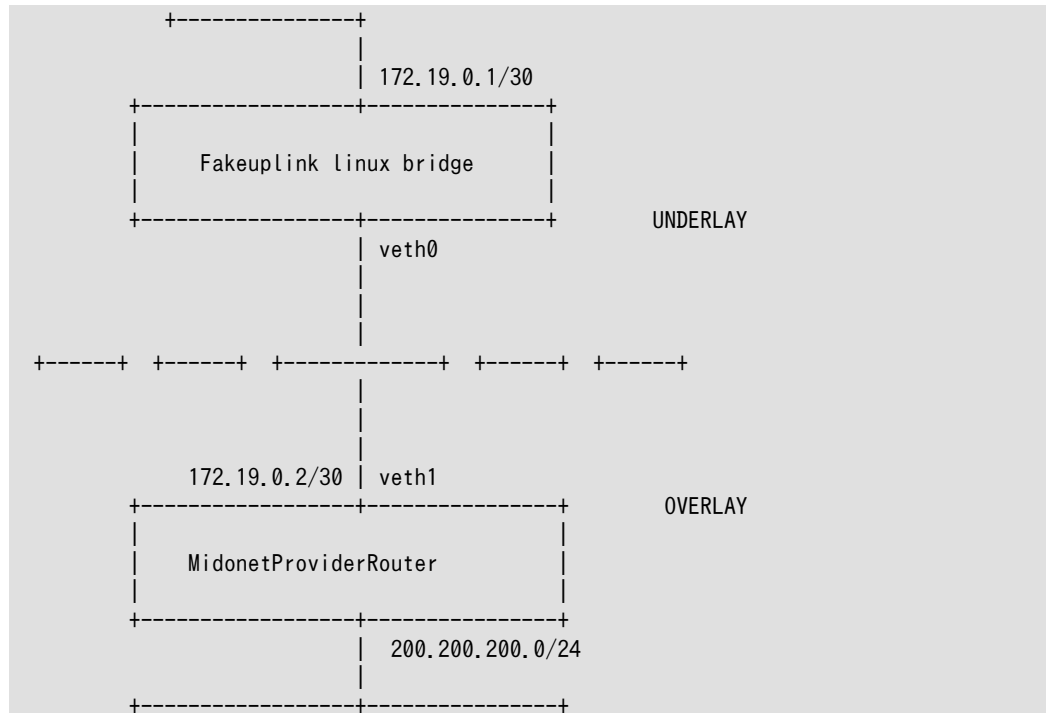 172.19.0.1/30
Fakeuplink linux bridge
UNDERLAY
veth0
172.19.0.2/30 veth1
OVERLAY
MidonetProviderRouter
200.200.200.0/24